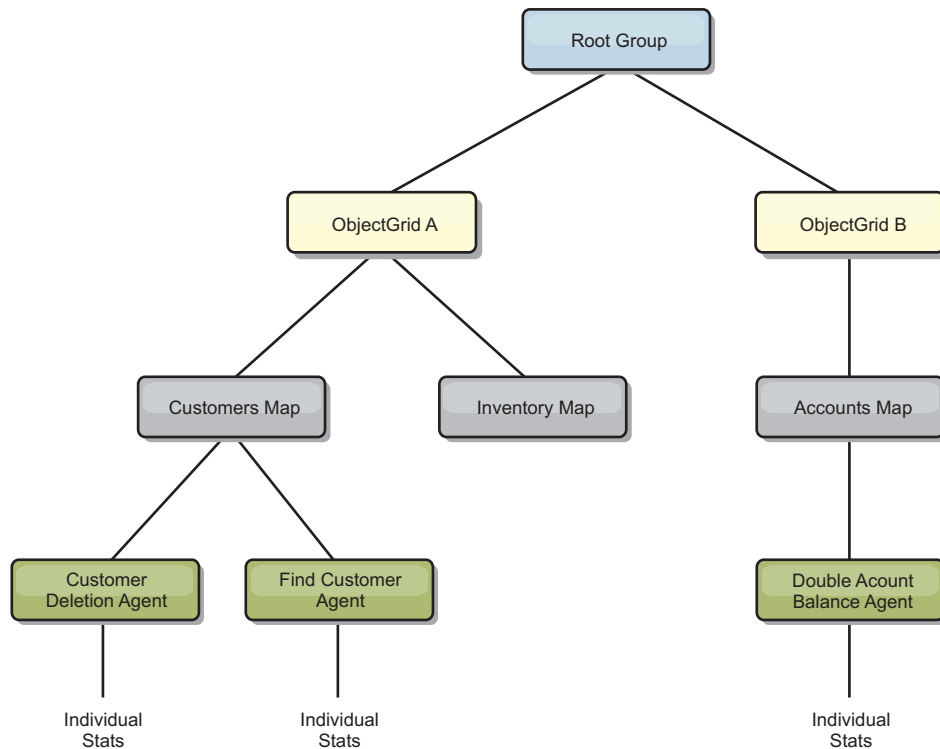 Root Group
ObjectGrid A
ObjectGrid B
Customers Map
Inventory Map
Accounts Map
Customer
Deletion Agent
Find Customer
Agent
Double Acount
Balance Agent
Individual
Stats
Individual
Stats
Individual
Stats